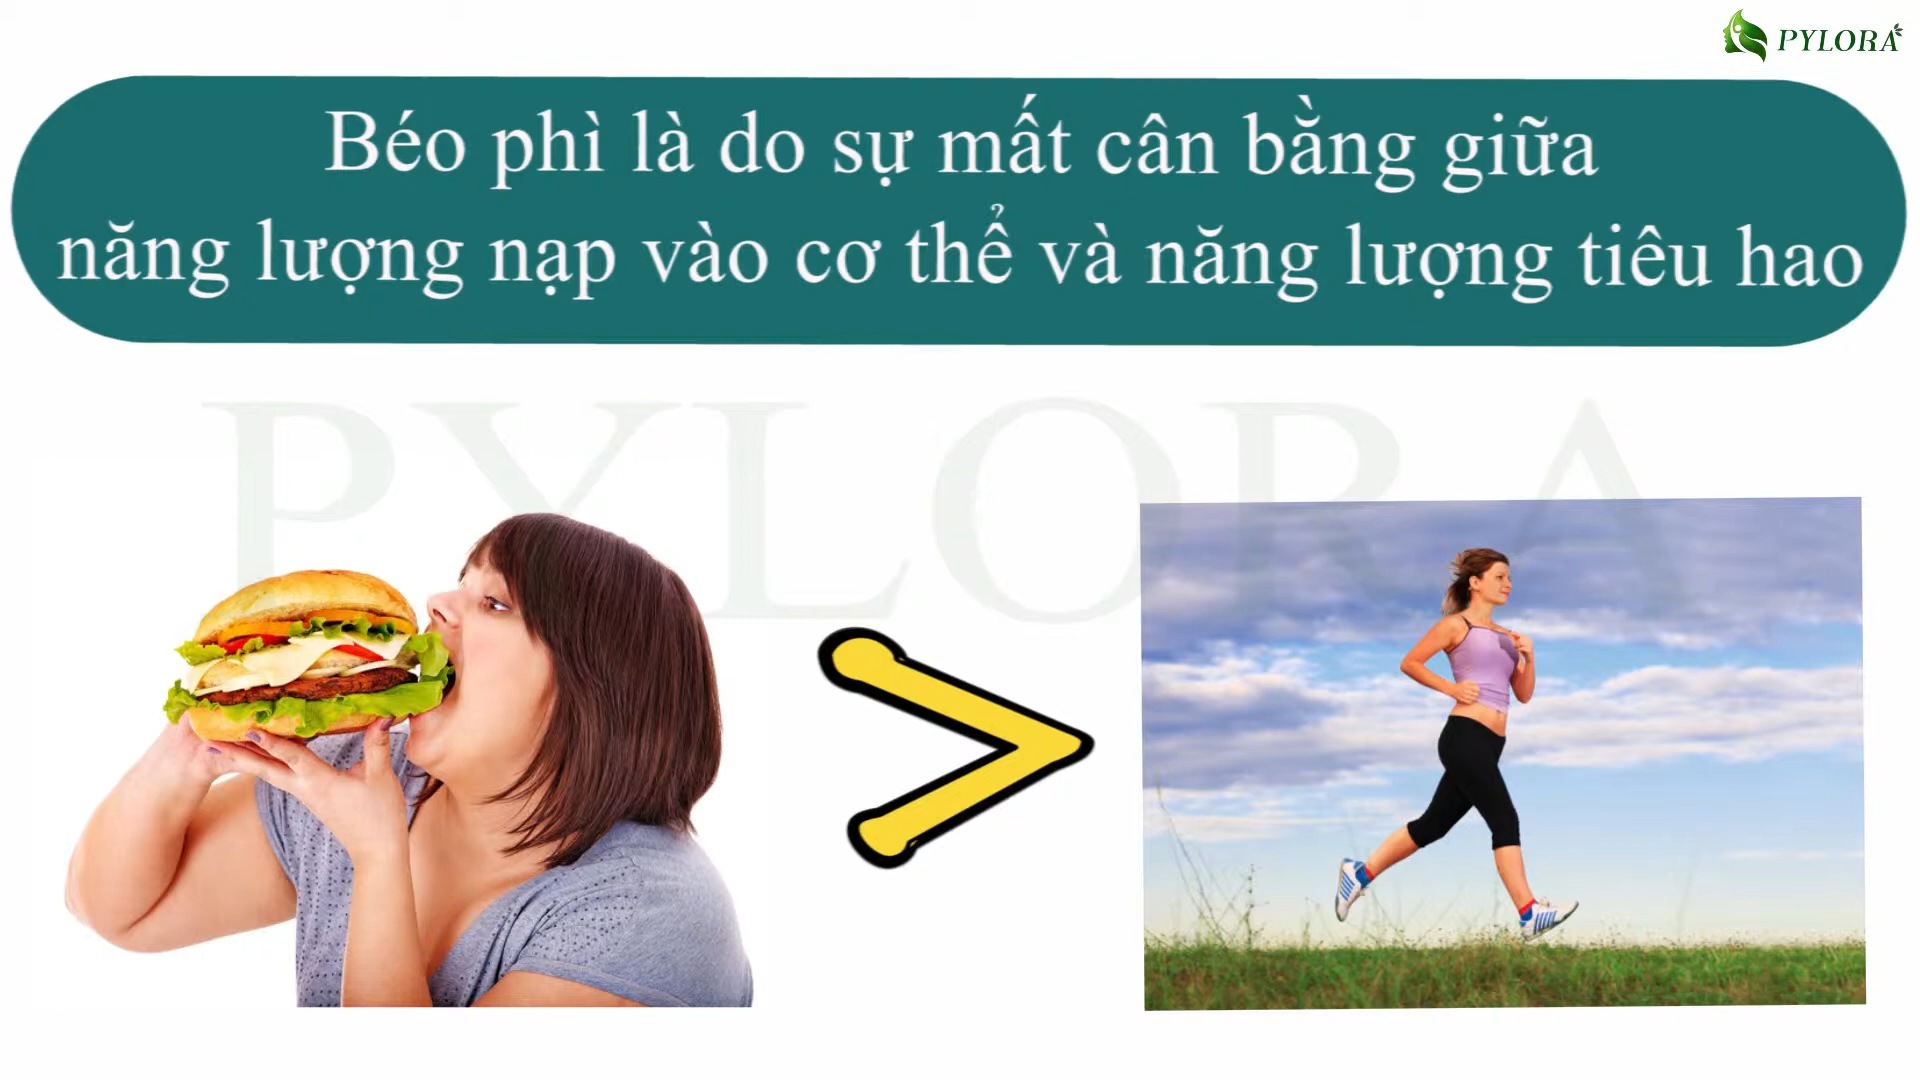 PYLORA
Béo phì là do sự mất cân bằng giữa
năng lượng nạp vào cơ thể và năng lượng tiêu hao
PYLORA